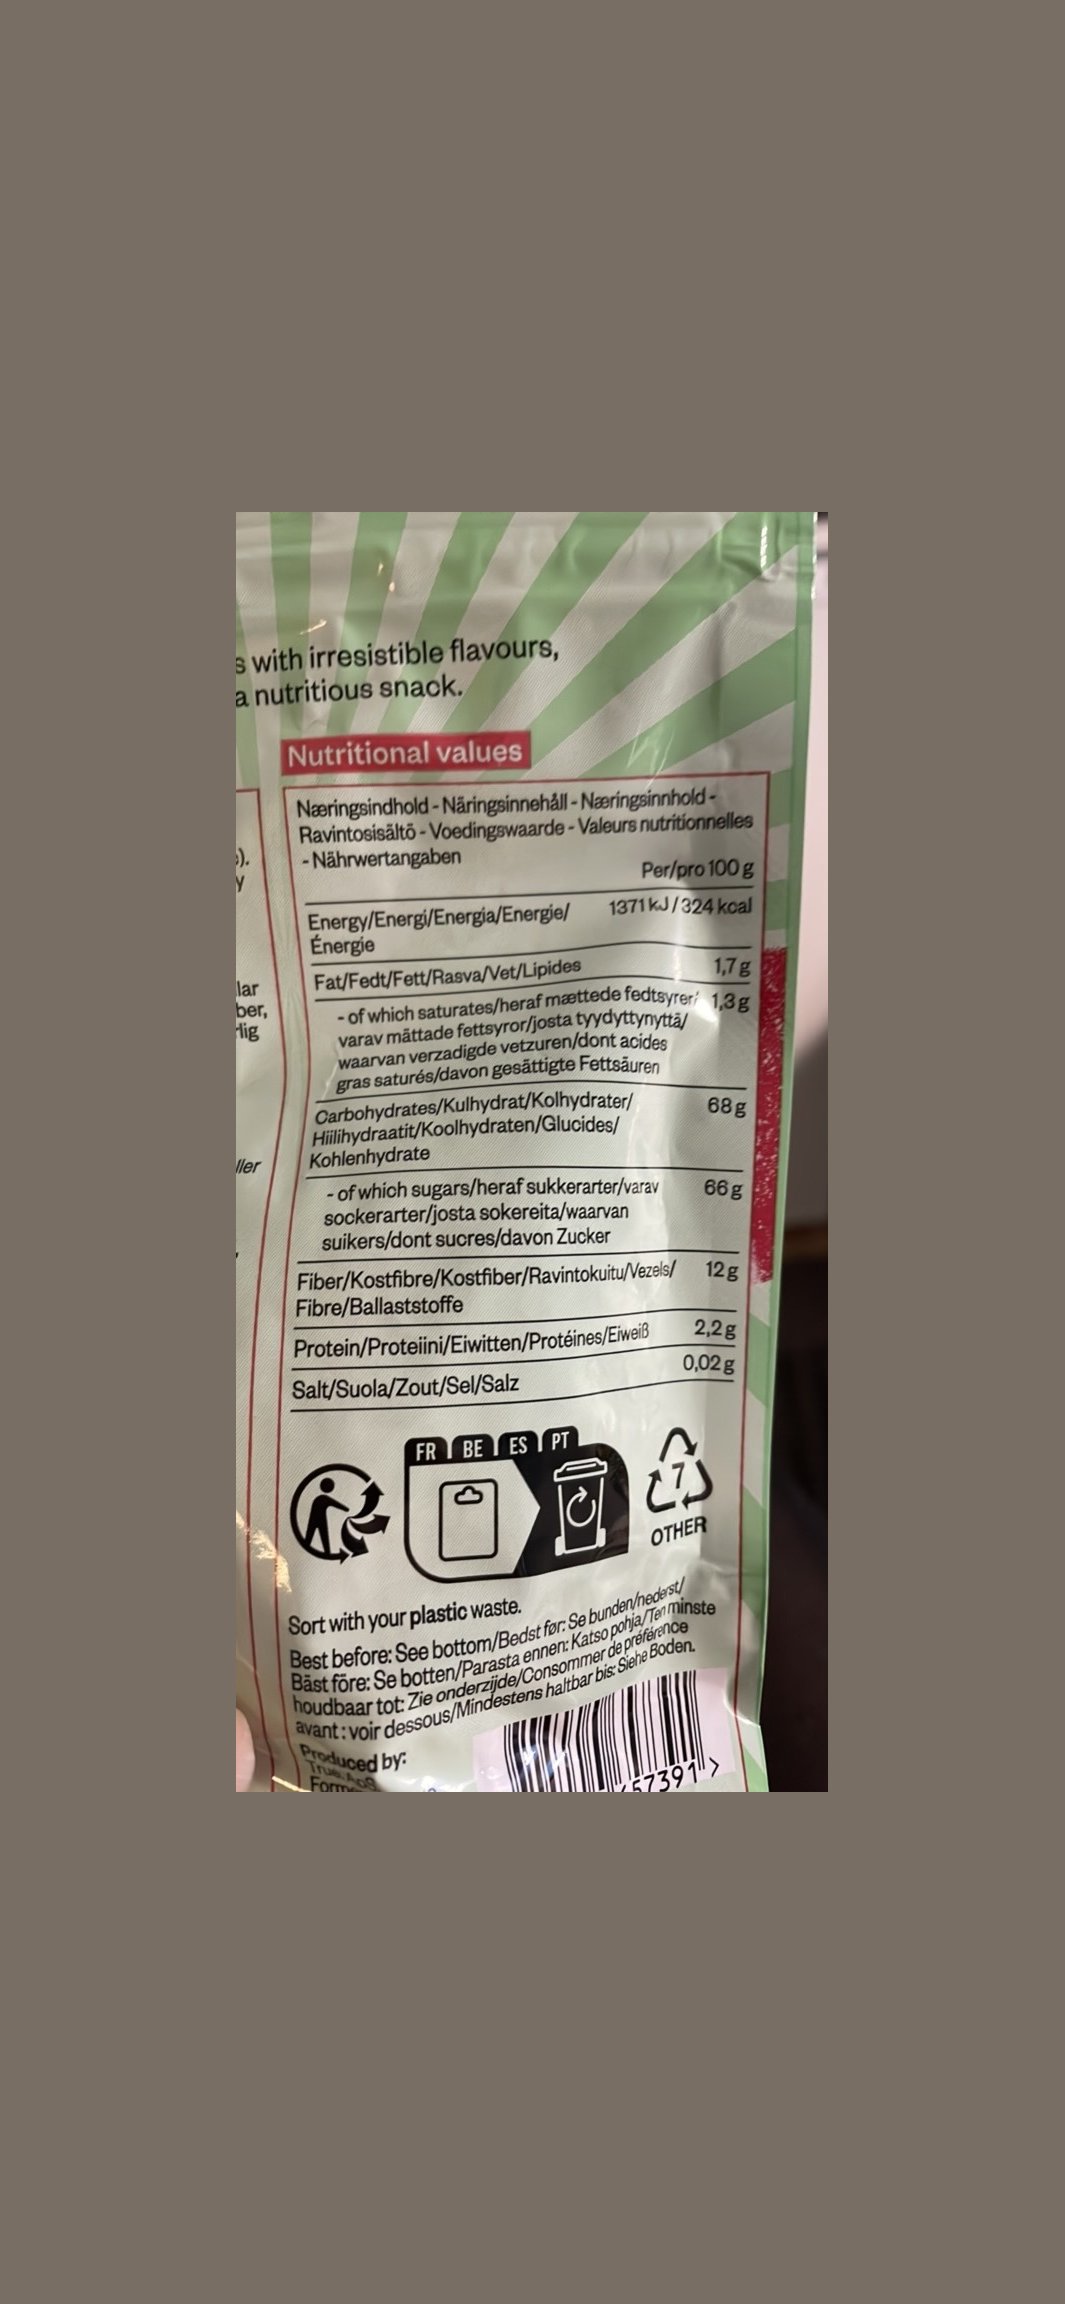 s with irresistible flavours,
a nutritious snack.
Nutritional values
Næringsindhold - Näringsinnehåll - Næringsinnhold -
Ravintosisältö - Voedingswaarde - Valeurs nutritionnelles
- Nährwertangaben
Per/pro 100 g
Energy/Energi/Energia/Energie/ 1371 kJ / 324 kcal
Énergie
Fat/Fedt/Fett/Rasva/Vet/Lipides 1,7 g
- of which saturates/heraf mættede fedtsyrer/ 1,3 g
varav mättade fettsyror/josta tyydyttynyttä/
waarvan verzadigde vetzuren/dont acides
gras saturés/davon gesättigte Fettsäuren
Carbohydrates/Kulhydrat/Kolhydrater/ 68 g
Hiilihydraatit/Koolhydraten/Glucides/
Kohlenhydrate
- of which sugars/heraf sukkerarter/varav 66 g
sockerarter/josta sokereita/waarvan
suikers/dont sucres/davon Zucker
Fiber/Kostfibre/Kostfiber/Ravintokuitu/Vezels/ 12 g
Fibre/Ballaststoffe
Protein/Proteiini/Eiwitten/Protéines/Eiweiß 2,2 g
Salt/Suola/Zout/Sel/Salz 0,02 g
).
y
lar
ber,
rlig
ller
,
FR BE ES PT
7
OTHER
Sort with your plastic waste.
Best before: See bottom/Bedst før: Se bunden/nederst/
Bäst före: Se botten/Parasta ennen: Katso pohja/Ten minste
houdbaar tot: Zie onderzijde/Consommer de préférence
avant : voir dessous/Mindestens haltbar bis: Siehe Boden.
Produced by:
57391 >